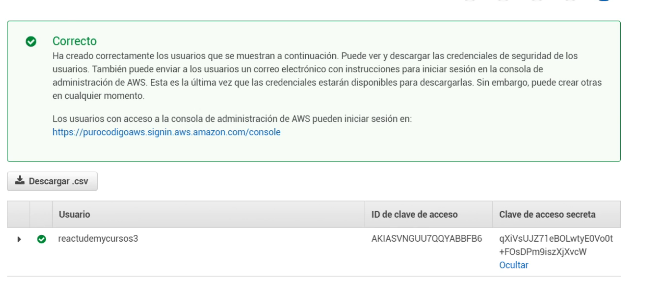 Correcto
Ha creado correctamente los usuarios que se muestran a continuación. Puede ver y descargar las credenciales de seguridad de los
usuarios. También puede enviar a los usuarios un correo electrónico con instrucciones para iniciar sesión en la consola de
administración de AWS. Esta es la última vez que las credenciales estarán disponibles para descargarlas. Sin embargo, puede crear otras
en cualquier momento.
Los usuarios con acceso a la consola de administración de AWS pueden iniciar sesión en:
https://purocodigoaws.signin.aws.amazon.com/console
Descargar .csv
Usuario ID de clave de acceso Clave de acceso secreta
reactudemycursos3 AKIASVNGUU7QQYABBFB6 qXiVsUJZ71eBOLwtyE0Vo0t
+FOsDPm9iszXjXvcW
Ocultar